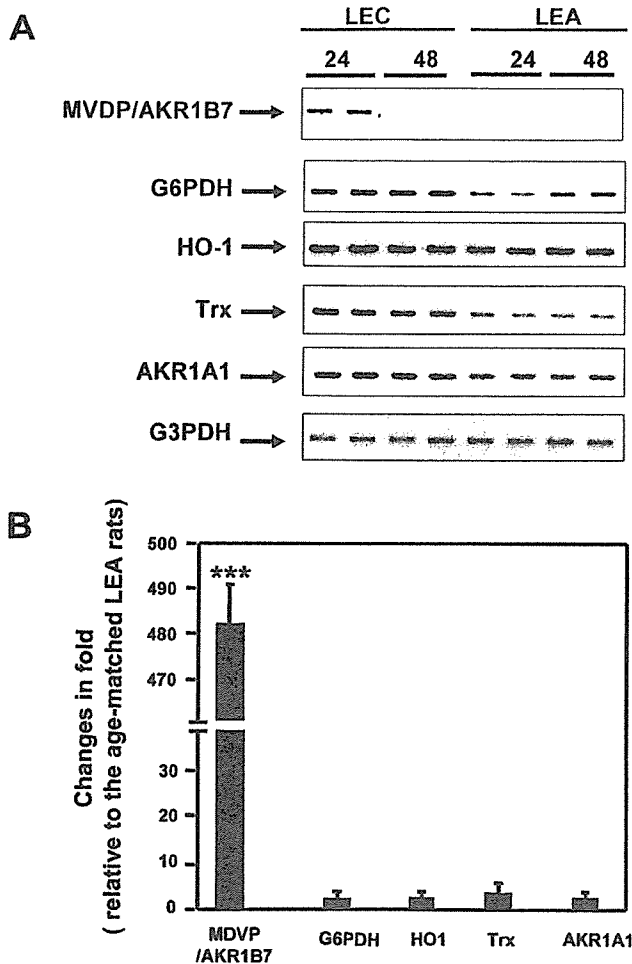 A
LEC LEA
24 48 24 48
MVDP/AKR1B7
G6PDH
HO-1
Trx
AKR1A1
G3PDH
B
Changes in fold
( relative to the age-matched LEA rats)
500
490
480
470
30
20
10
0
***
MDVP G6PDH HO1 Trx AKR1A1
/AKR1B7